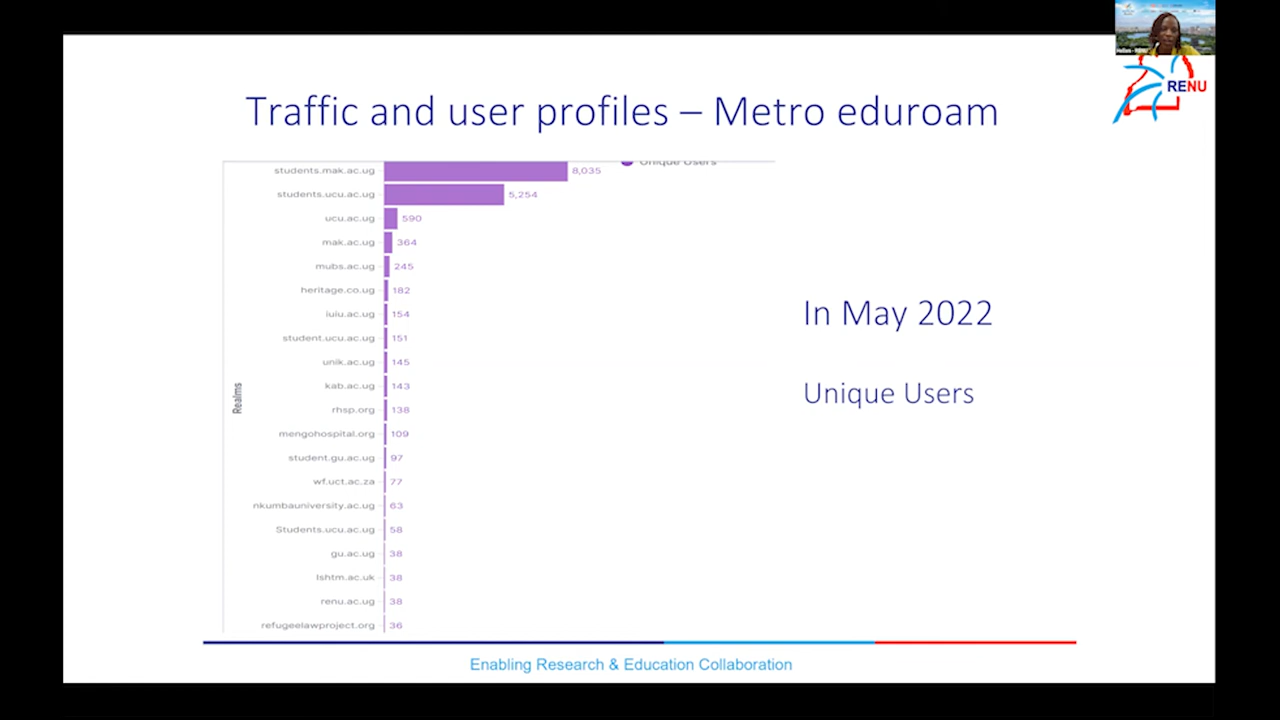 RENU
Traffic and user profiles – Metro eduroam
Unique Users
students.mak.ac.ug 8,035
students.ucu.ac.ug 5,254
ucu.ac.ug 590
mak.ac.ug 364
mubs.ac.ug 245
heritage.co.ug 182
iuiu.ac.ug 154
student.ucu.ac.ug 151
unik.ac.ug 145
kab.ac.ug 143
rhsp.org 138
mengohospital.org 109
student.gu.ac.ug 97
wf.uct.ac.za 77
nkumbauniversity.ac.ug 63
Students.ucu.ac.ug 58
gu.ac.ug 38
lshtm.ac.uk 38
renu.ac.ug 38
refugeelawproject.org 36
Realms
In May 2022
Unique Users
Enabling Research & Education Collaboration